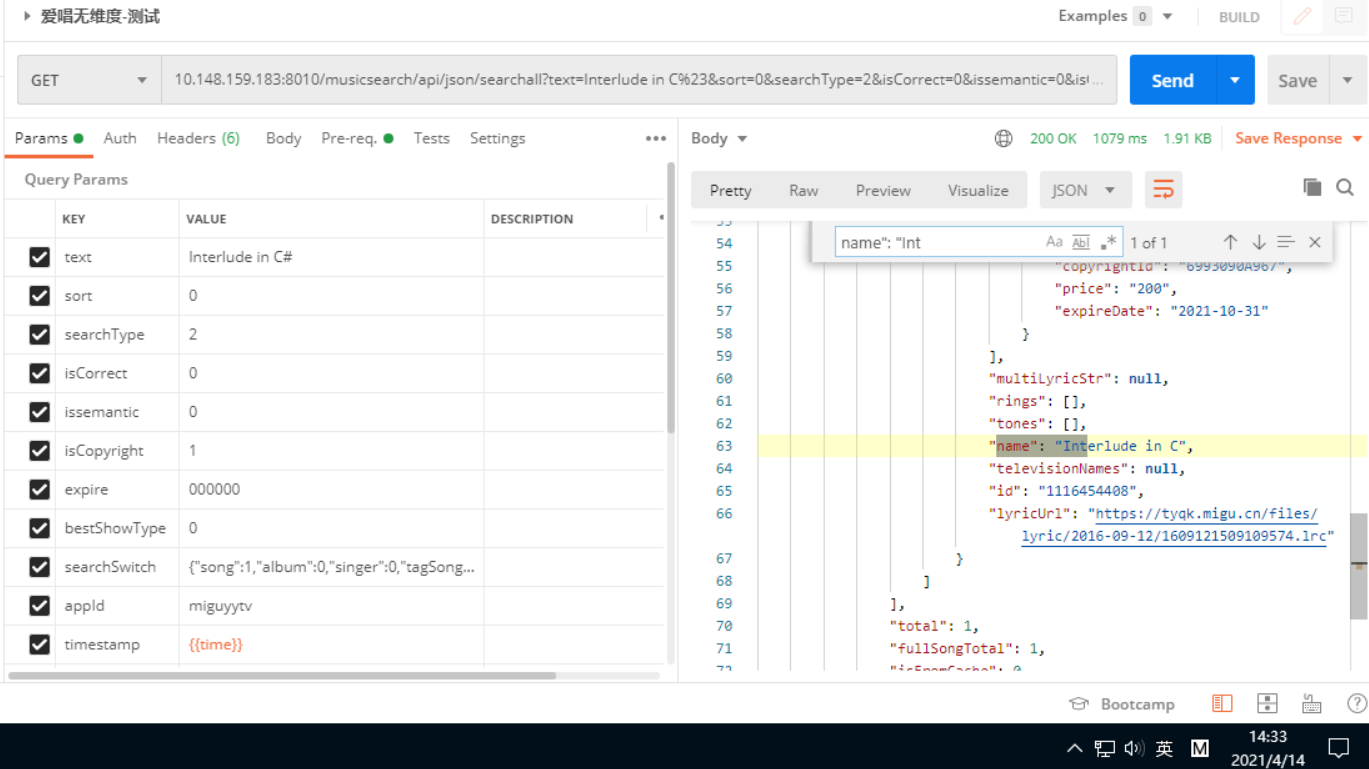 爱唱无维度-测试
Examples 0
BUILD
GET
10.148.159.183:8010/musicsearch/api/json/searchall?text=Interlude in C%23&sort=0&searchType=2&isCorrect=0&issemantic=0&is...
Send
Save
Params
Auth
Headers (6)
Body
Pre-req.
Tests
Settings
Query Params
KEY VALUE DESCRIPTION
text Interlude in C#
sort 0
searchType 2
isCorrect 0
issemantic 0
isCopyright 1
expire 000000
bestShowType 0
searchSwitch {"song":1,"album":0,"singer":0,"tagSong...
appId miguyytv
timestamp {{time}}
Body
200 OK 1079 ms 1.91 KB
Save Response
Pretty Raw Preview Visualize JSON
name": "Int
Aa Abl .* 1 of 1
53
54
55 "copyrightId": "6993090A967",
56 "price": "200",
57 "expireDate": "2021-10-31"
58 }
59 ],
60 "multiLyricStr": null,
61 "rings": [],
62 "tones": [],
63 "name": "Interlude in C",
64 "televisionNames": null,
65 "id": "1116454408",
66 "lyricUrl": "https://tyqk.migu.cn/files/
lyric/2016-09-12/1609121509109574.lrc"
67 }
68 ]
69 ],
70 "total": 1,
71 "fullSongTotal": 1,
72 "isFromCache": 0
Bootcamp
英
M
14:33
2021/4/14